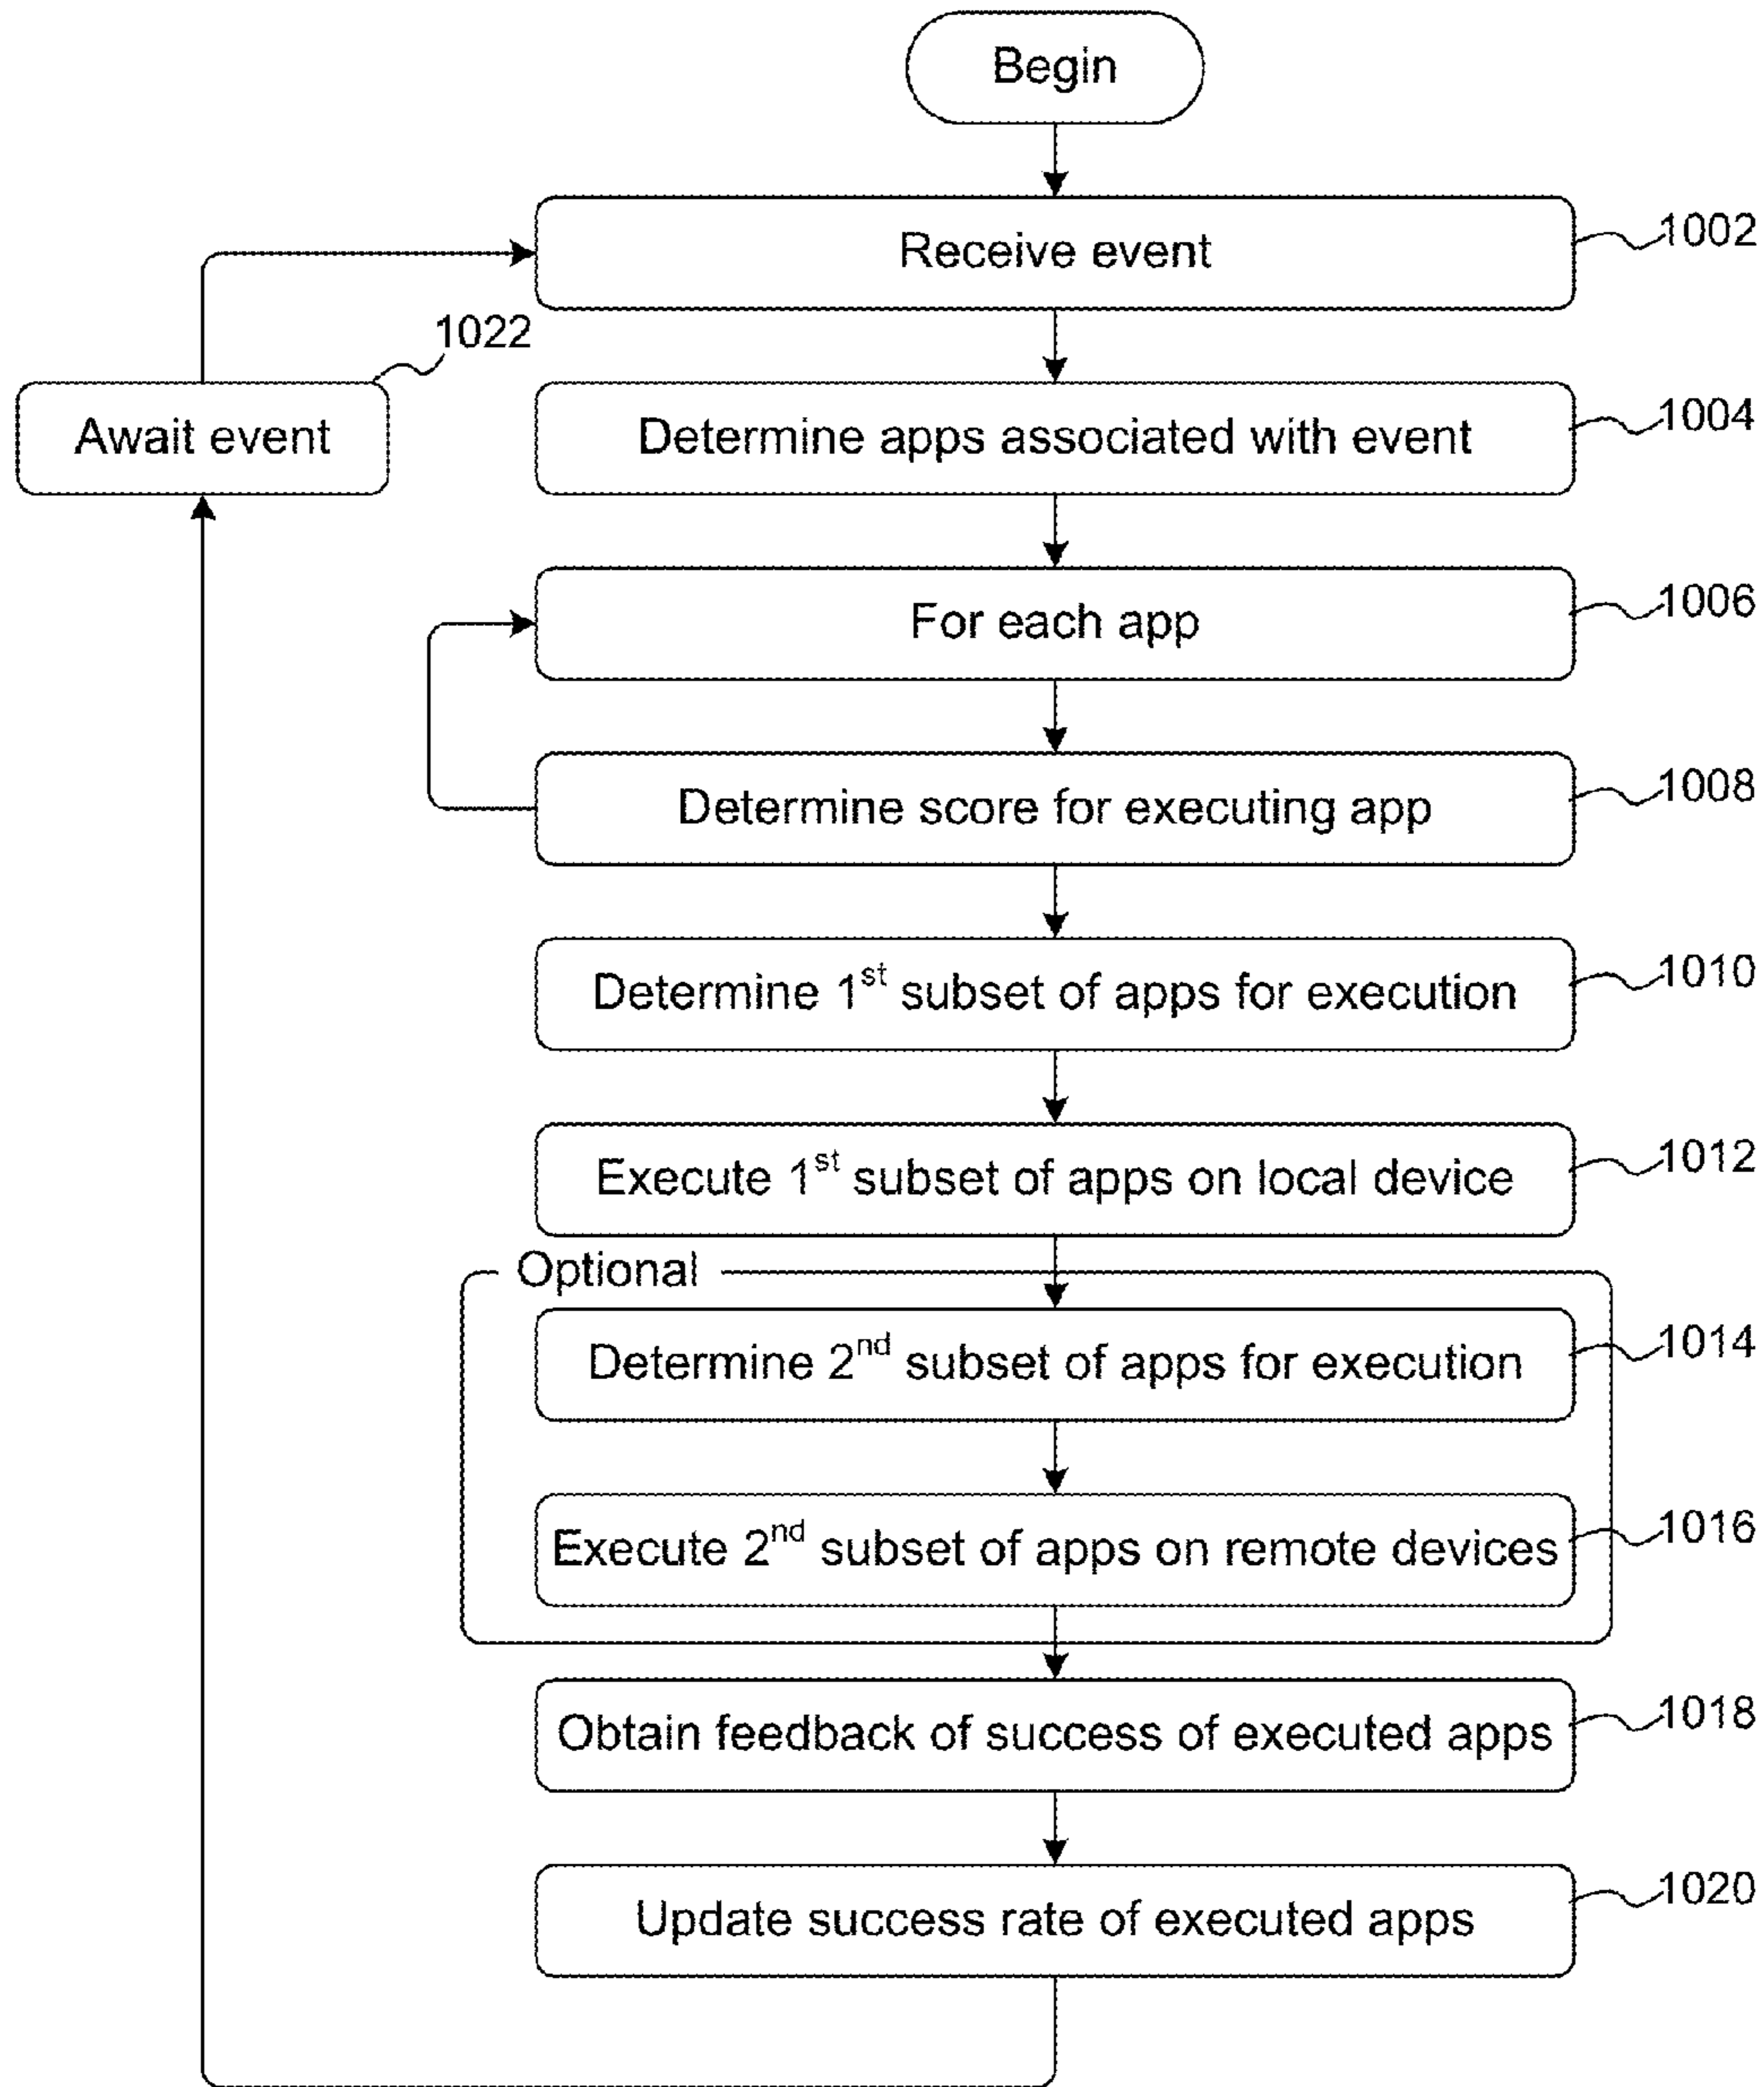 Begin
Receive event
1002
1022
Await event
Determine apps associated with event
1004
For each app
1006
Determine score for executing app
1008
Determine 1st subset of apps for execution
1010
Execute 1st subset of apps on local device
1012
Optional
Determine 2nd subset of apps for execution
1014
Execute 2nd subset of apps on remote devices
1016
Obtain feedback of success of executed apps
1018
Update success rate of executed apps
1020